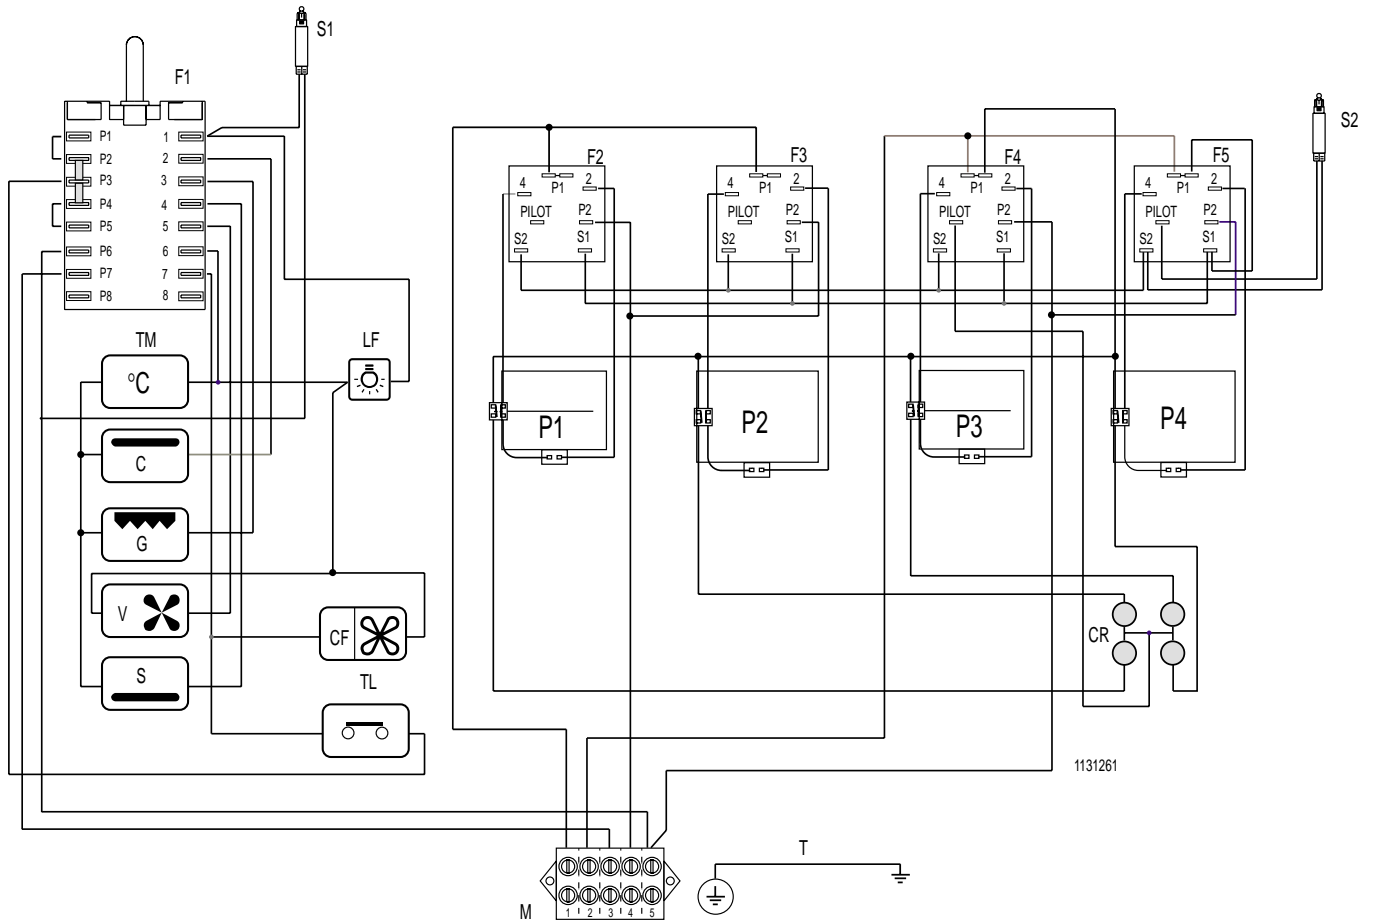 S1
F1
P1 1
P2 2
P3 3
P4 4
P5 5
P6 6
P7 7
P8 8
TM
°C
LF
C
G
V
CF
S
TL
F2
4 P1 2
PILOT P2
S2 S1
F3
4 P1 2
PILOT P2
S2 S1
F4
4 P1 2
PILOT P2
S2 S1
F5
4 P1 2
PILOT P2
S2 S1
S2
P1
P2
P3
P4
CR
1131261
M
1 2 3 4 5
T